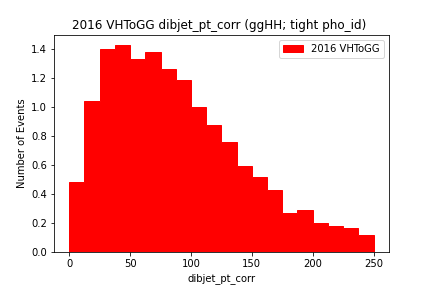 2016 VHToGG dibjet_pt_corr (ggHH; tight pho_id)
2016 VHToGG
Number of Events
1.4
1.2
1.0
0.8
0.6
0.4
0.2
0.0
0 50 100 150 200 250
dibjet_pt_corr